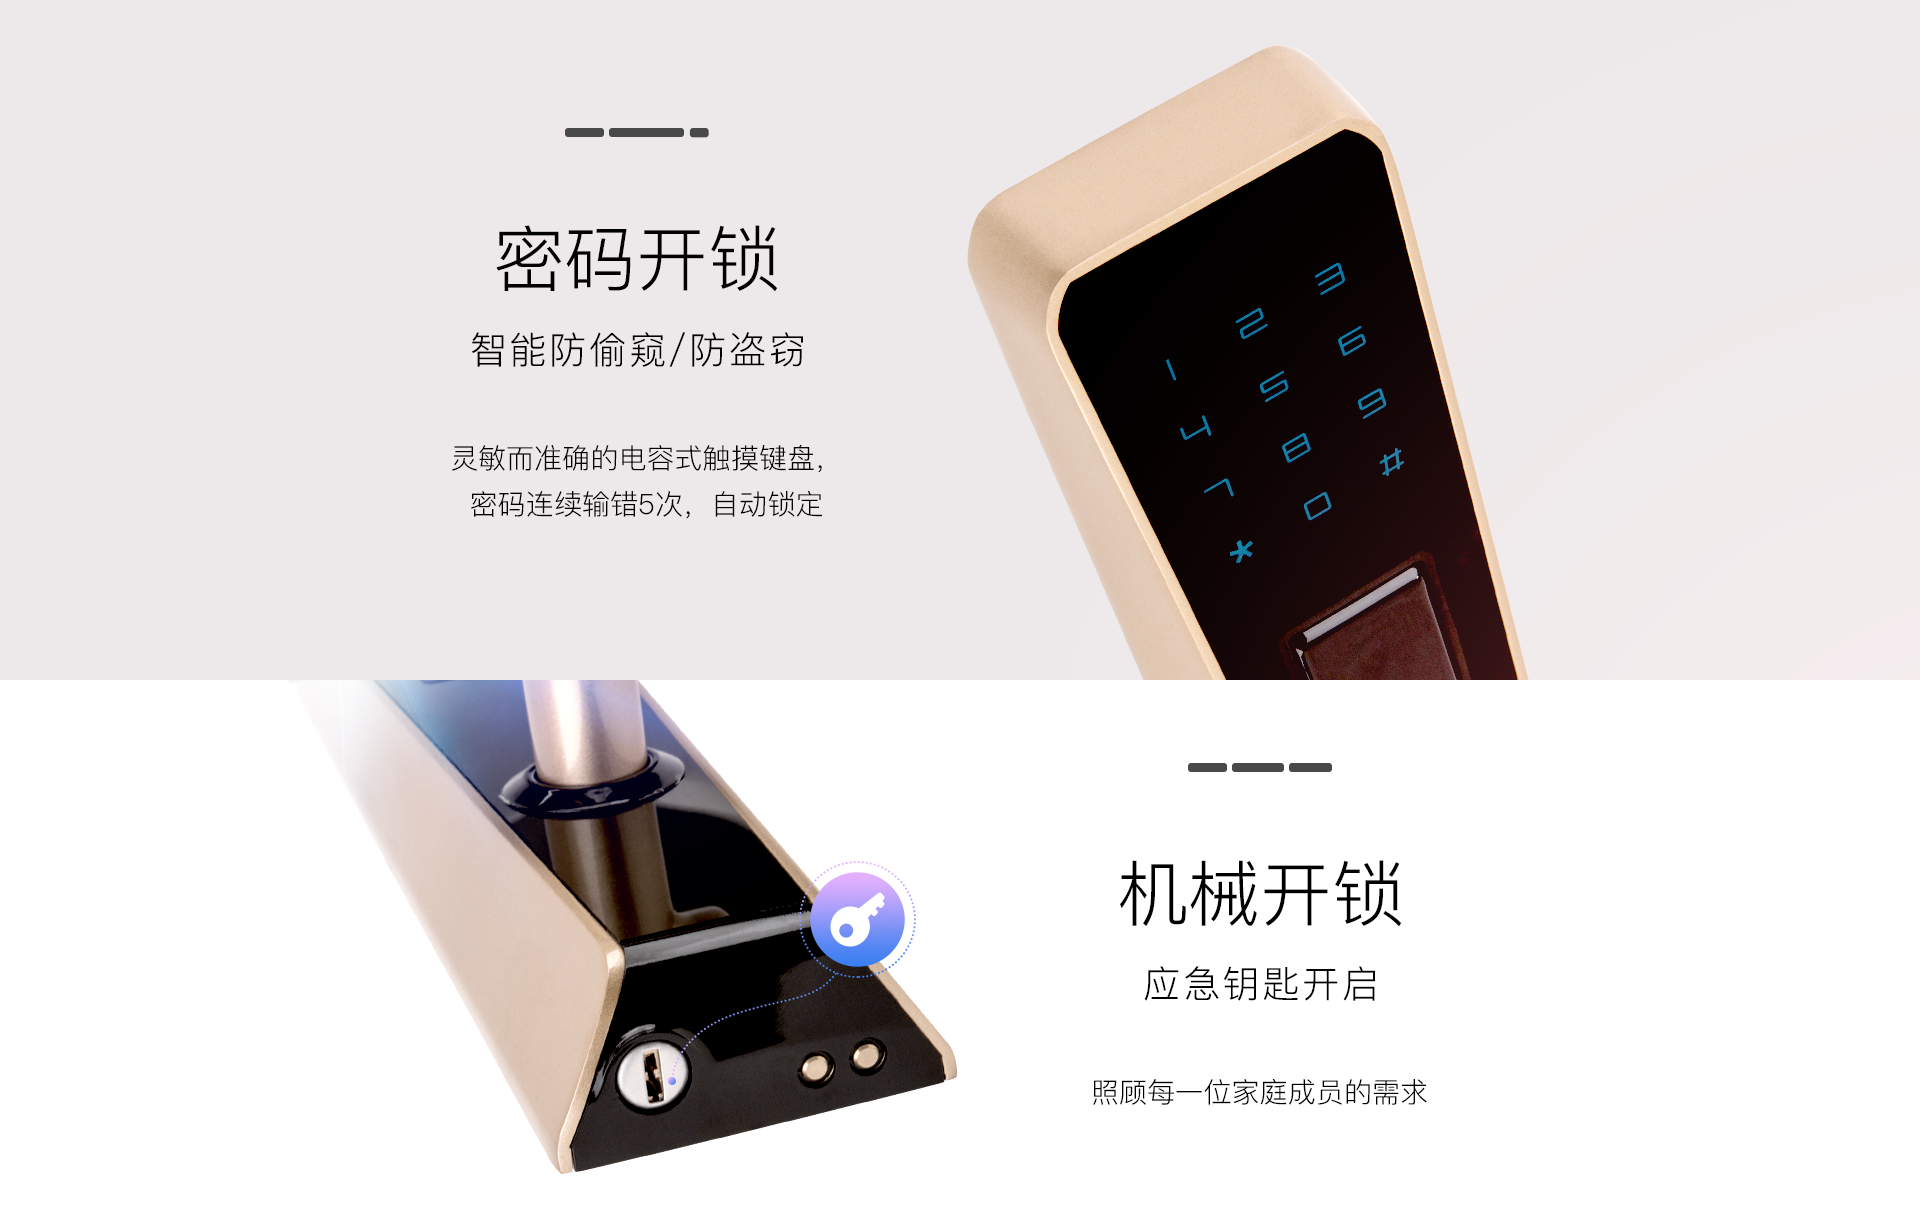 密码开锁
智能防偷窥/防盗窃
灵敏而准确的电容式触摸键盘，
密码连续输错5次，自动锁定
1 2 3
4 5 6
7 8 9
* 0 #
机械开锁
应急钥匙开启
照顾每一位家庭成员的需求